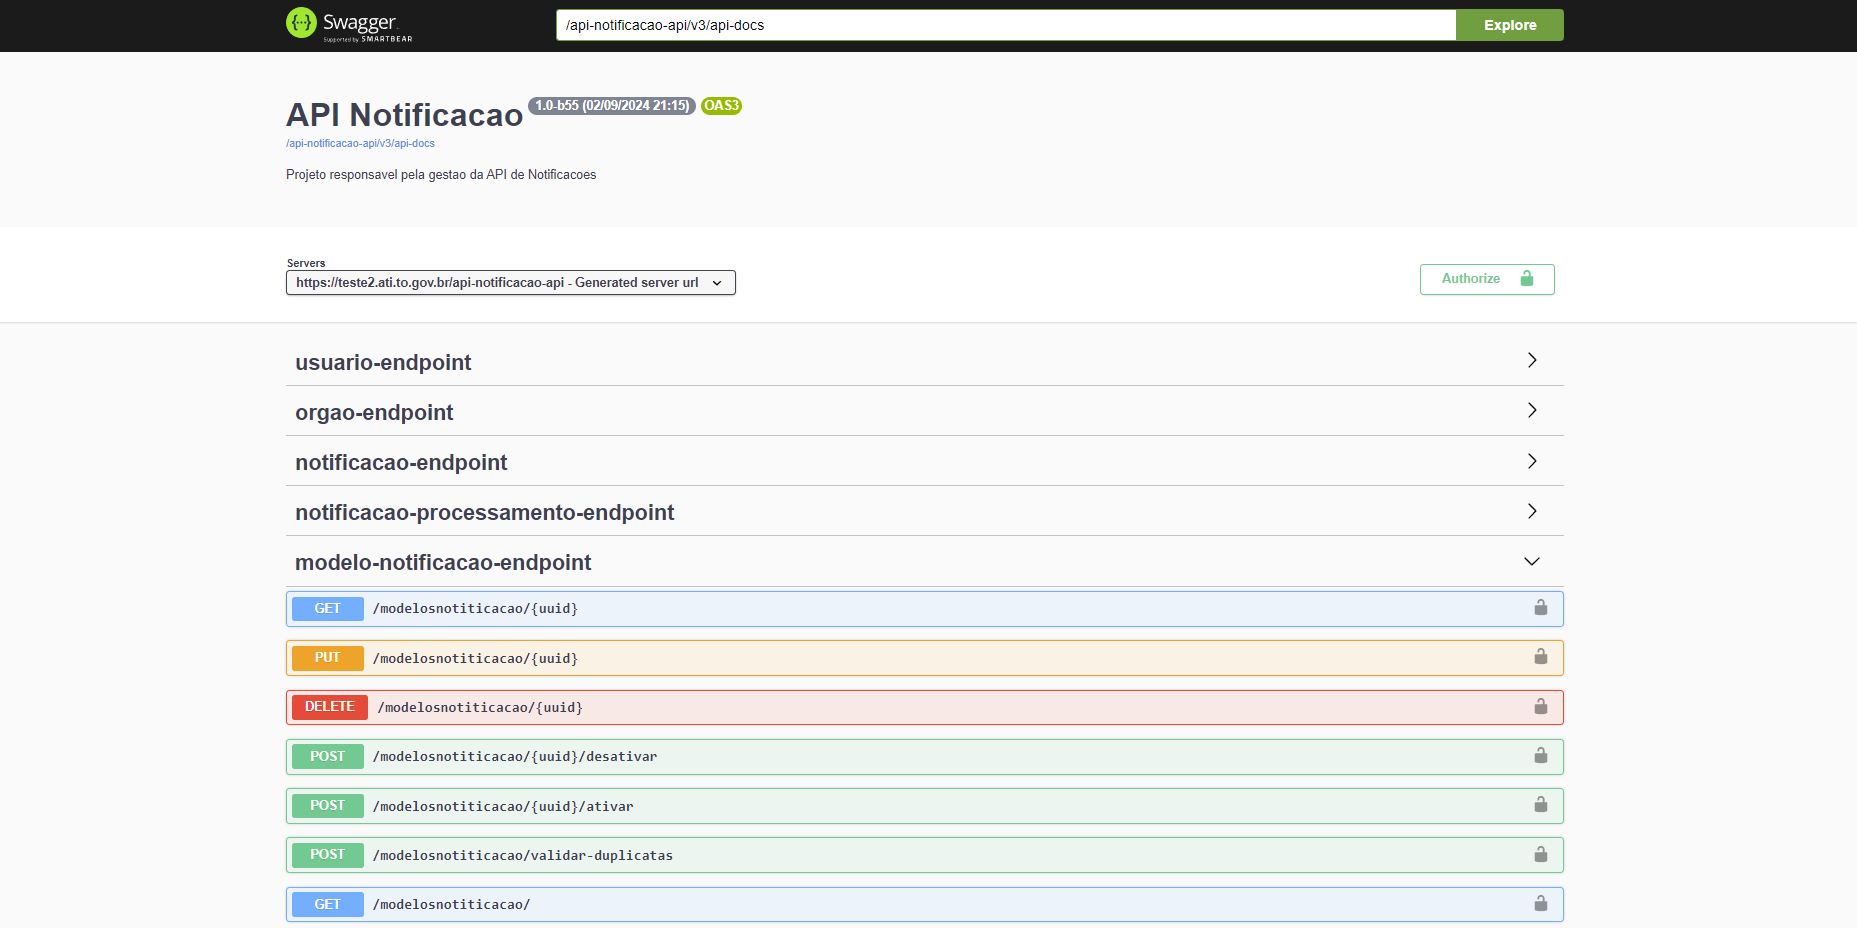 Swagger
Supported by SMARTBEAR
/api-notificacao-api/v3/api-docs
Explore
API Notificacao 1.0-b55 (02/09/2024 21:15) OAS3
/api-notificacao-api/v3/api-docs
Projeto responsavel pela gestao da API de Notificacoes
Servers
https://teste2.ati.to.gov.br/api-notificacao-api - Generated server url
Authorize
usuario-endpoint
orgao-endpoint
notificacao-endpoint
notificacao-processamento-endpoint
modelo-notificacao-endpoint
GET /modelosnotiticacao/{uuid}
PUT /modelosnotiticacao/{uuid}
DELETE /modelosnotiticacao/{uuid}
POST /modelosnotiticacao/{uuid}/desativar
POST /modelosnotiticacao/{uuid}/ativar
POST /modelosnotiticacao/validar-duplicatas
GET /modelosnotiticacao/